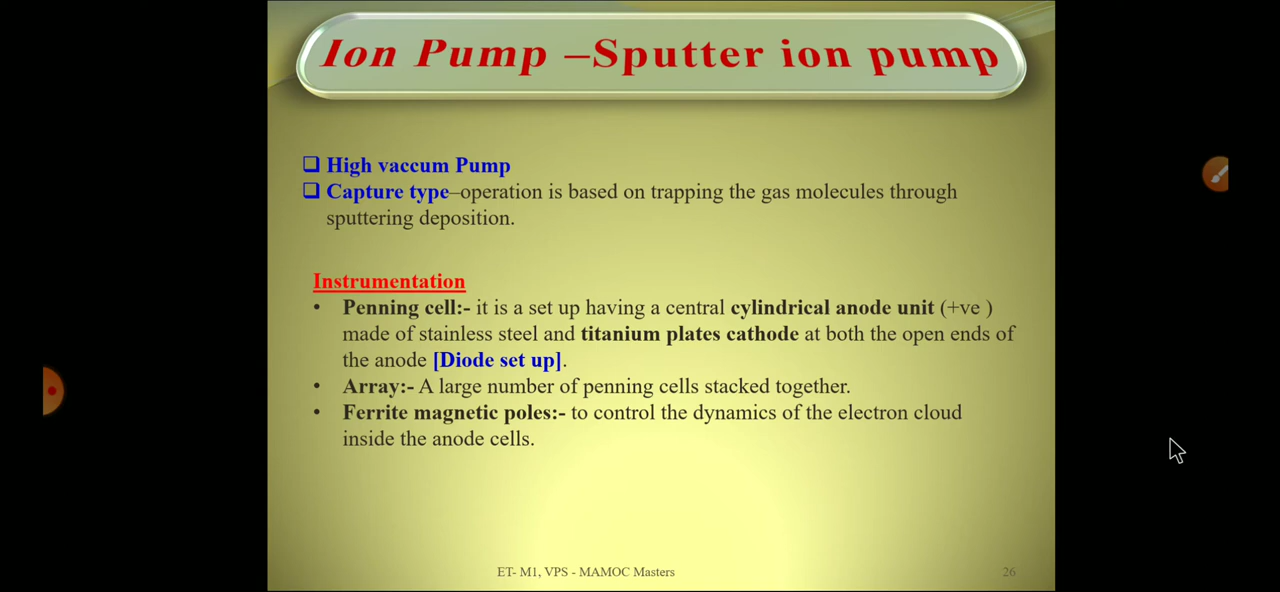 Ion Pump –Sputter ion pump
❑ High vaccum Pump
❑ Capture type–operation is based on trapping the gas molecules through
sputtering deposition.
Instrumentation
• Penning cell:- it is a set up having a central cylindrical anode unit (+ve )
made of stainless steel and titanium plates cathode at both the open ends of
the anode [Diode set up].
• Array:- A large number of penning cells stacked together.
• Ferrite magnetic poles:- to control the dynamics of the electron cloud
inside the anode cells.
ET- M1, VPS - MAMOC Masters
26